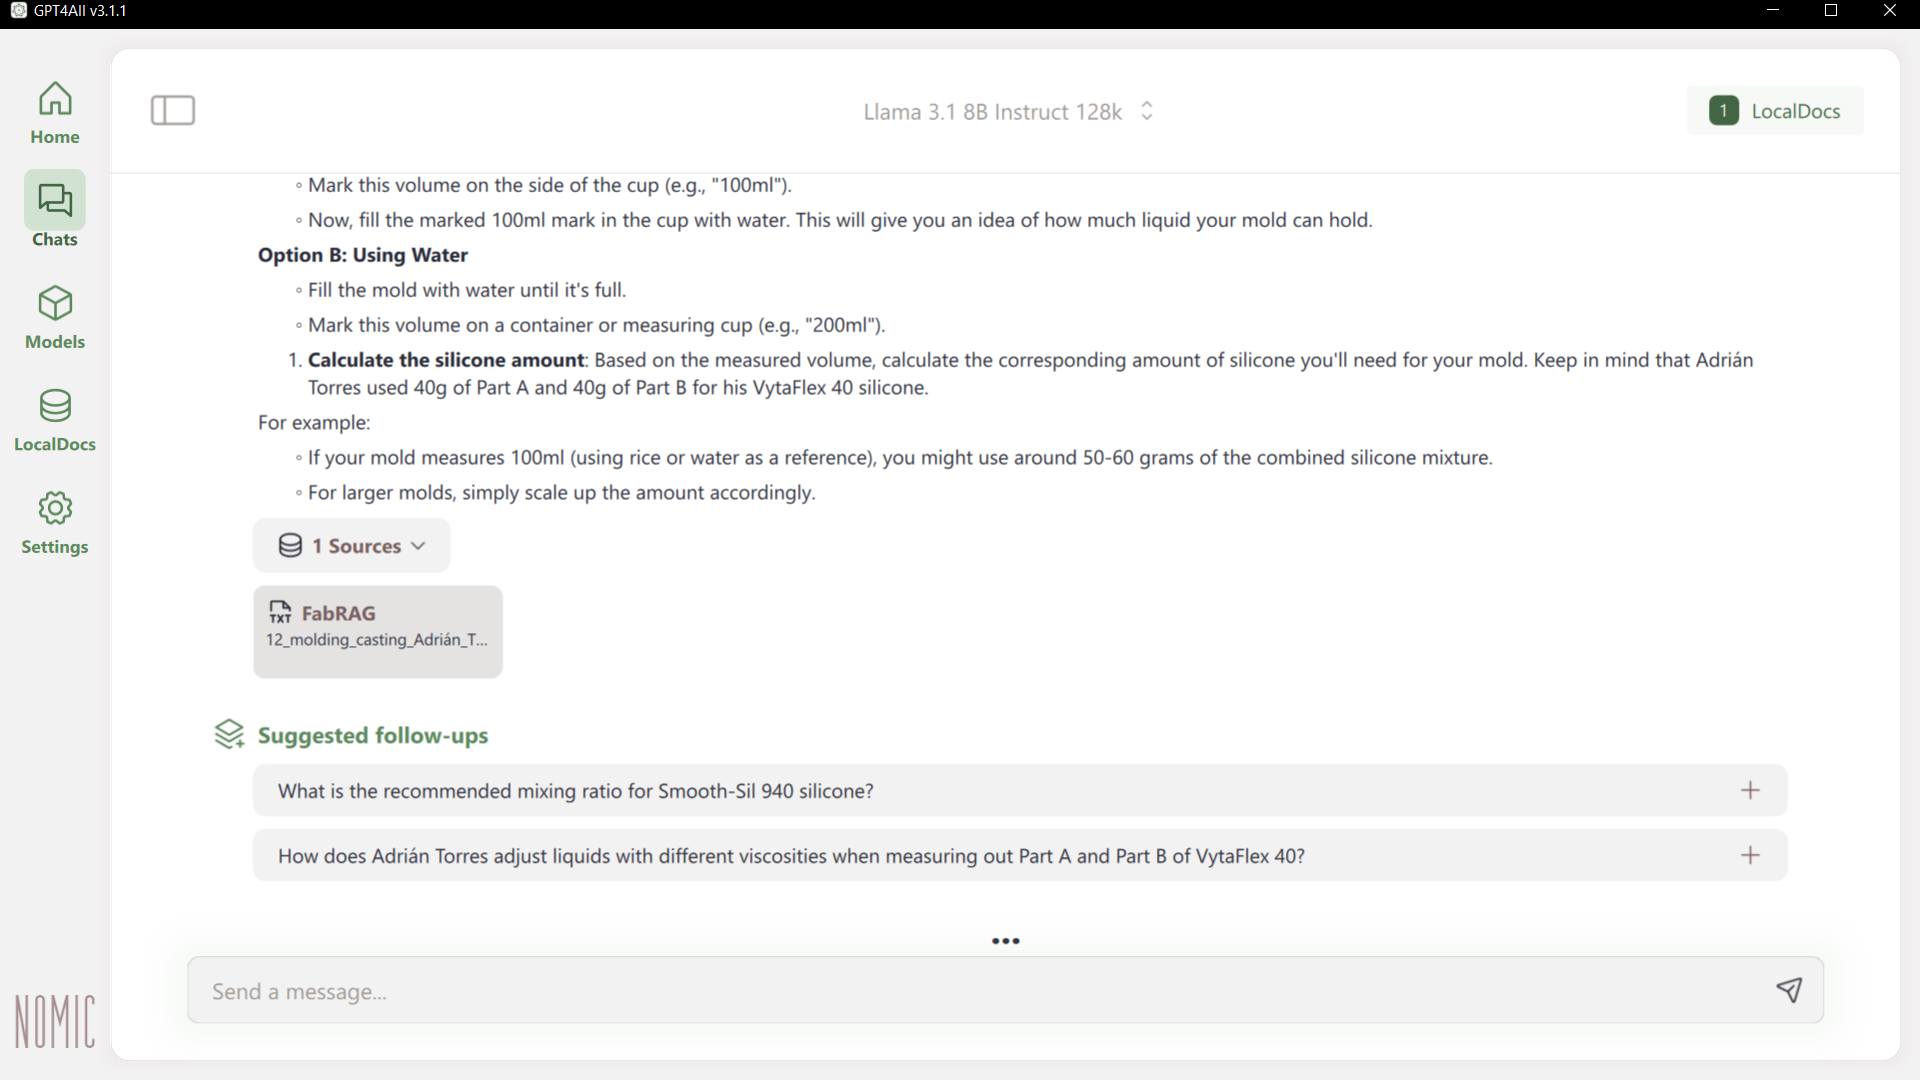 GPT4All v3.1.1
Home
Chats
Models
LocalDocs
Settings
NOMIC
Llama 3.1 8B Instruct 128k
1 LocalDocs
◦ Mark this volume on the side of the cup (e.g., "100ml").
◦ Now, fill the marked 100ml mark in the cup with water. This will give you an idea of how much liquid your mold can hold.
Option B: Using Water
◦ Fill the mold with water until it's full.
◦ Mark this volume on a container or measuring cup (e.g., "200ml").
1. Calculate the silicone amount: Based on the measured volume, calculate the corresponding amount of silicone you'll need for your mold. Keep in mind that Adrián
Torres used 40g of Part A and 40g of Part B for his VytaFlex 40 silicone.
For example:
◦ If your mold measures 100ml (using rice or water as a reference), you might use around 50-60 grams of the combined silicone mixture.
◦ For larger molds, simply scale up the amount accordingly.
1 Sources
TXT FabRAG
12_molding_casting_Adrián_T...
Suggested follow-ups
What is the recommended mixing ratio for Smooth-Sil 940 silicone?
How does Adrián Torres adjust liquids with different viscosities when measuring out Part A and Part B of VytaFlex 40?
Send a message...